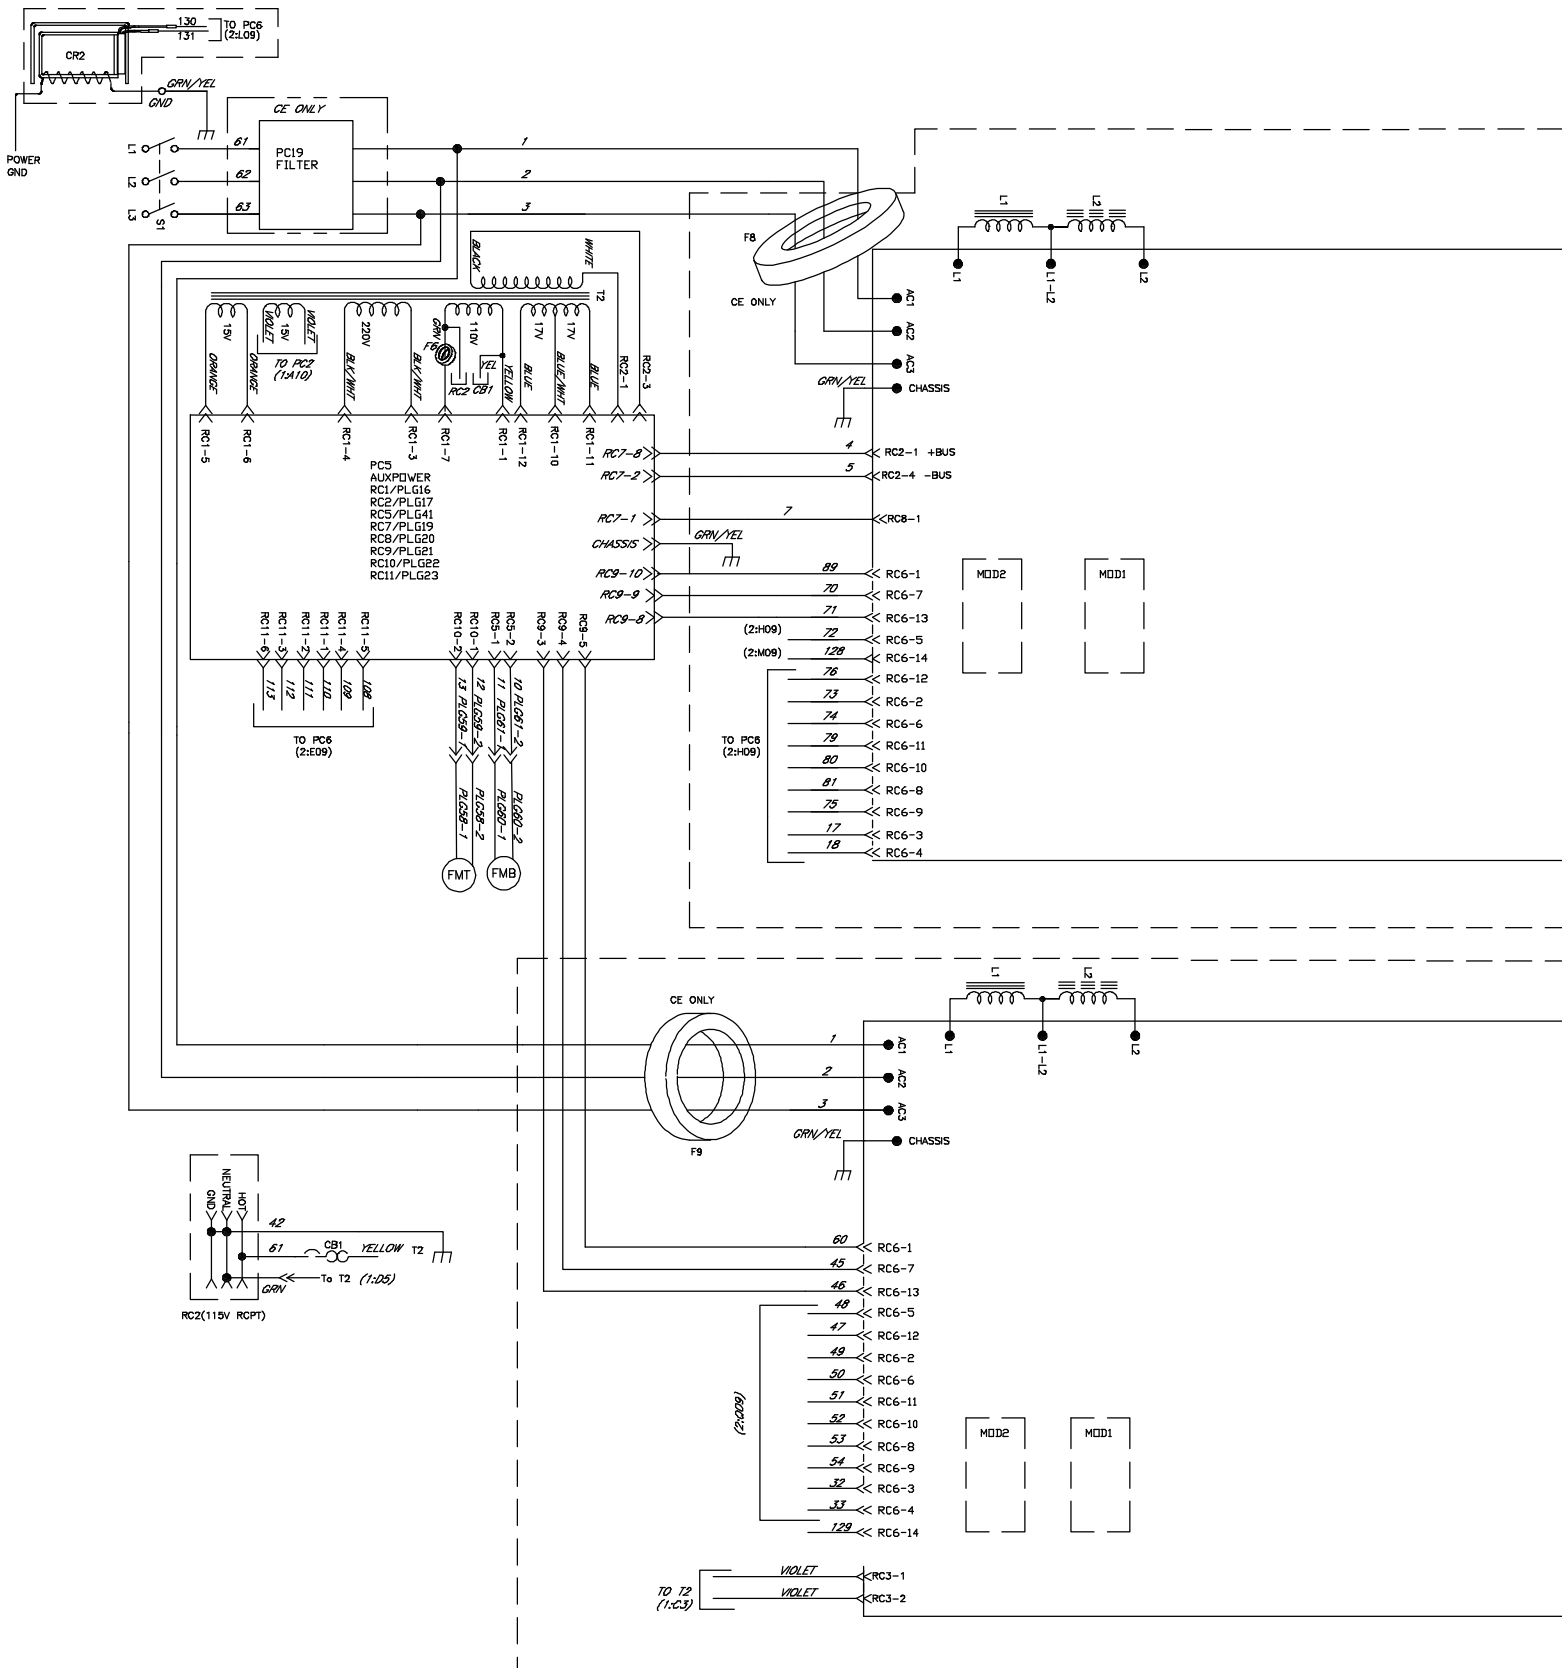 130
131
TO PC6
(2:L09)
CR2
GRN/YEL
GND
POWER
GND
CE ONLY
L1
L2
L3
S1
61
62
63
PC19
FILTER
1
2
3
BLACK
WHITE
T2
15V
VIOLET
15V
VIOLET
220V
GRN
110V
17V
17V
F6
ORANGE
ORANGE
TO PC2
(1:A10)
BLK/WHT
BLK/WHT
RC2
YEL
CB1
YELLOW
BLUE
BLUE/WHT
BLUE
RC2-1
RC2-3
RC1-5
RC1-6
RC1-4
RC1-3
RC1-7
RC1-1
RC1-12
RC1-10
RC1-11
PC5
AUXPOWER
RC1/PLG16
RC2/PLG17
RC5/PLG41
RC7/PLG19
RC8/PLG20
RC9/PLG21
RC10/PLG22
RC11/PLG23
RC7-8
RC7-2
RC7-1
CHASSIS
RC9-10
RC9-9
RC9-8
GRN/YEL
RC11-6
RC11-3
RC11-2
RC11-1
RC11-4
RC11-5
RC10-2
RC10-1
RC5-1
RC5-2
RC9-3
RC9-4
RC9-5
113
112
111
110
109
108
TO PC6
(2:E09)
13 PLG59-1
12 PLG59-2
11 PLG61-1
10 PLG61-2
PLG58-1
PLG58-2
PLG60-1
PLG60-2
FMT
FMB
F8
CE ONLY
L1
L2
L1
L1-L2
L2
AC1
AC2
AC3
GRN/YEL
CHASSIS
4
RC2-1 +BUS
5
RC2-4 -BUS
7
RC8-1
MOD2
MOD1
89
RC6-1
70
RC6-7
71
RC6-13
(2:H09)
72
RC6-5
(2:M09)
128
RC6-14
76
RC6-12
73
RC6-2
74
RC6-6
TO PC6
(2:H09)
79
RC6-11
80
RC6-10
81
RC6-8
75
RC6-9
17
RC6-3
18
RC6-4
CE ONLY
F9
L1
L2
L1
L1-L2
L2
1
AC1
2
AC2
3
AC3
GRN/YEL
CHASSIS
GND
NEUTRAL
HOT
42
61
CB1
YELLOW
T2
To T2 (1:D5)
GRN
RC2(115V RCPT)
60
RC6-1
45
RC6-7
46
RC6-13
48
RC6-5
47
RC6-12
49
RC6-2
50
RC6-6
51
RC6-11
(2:C09)
52
RC6-10
53
RC6-8
54
RC6-9
32
RC6-3
33
RC6-4
129
RC6-14
MOD2
MOD1
TO T2
(1:C3)
VIOLET
RC3-1
VIOLET
RC3-2